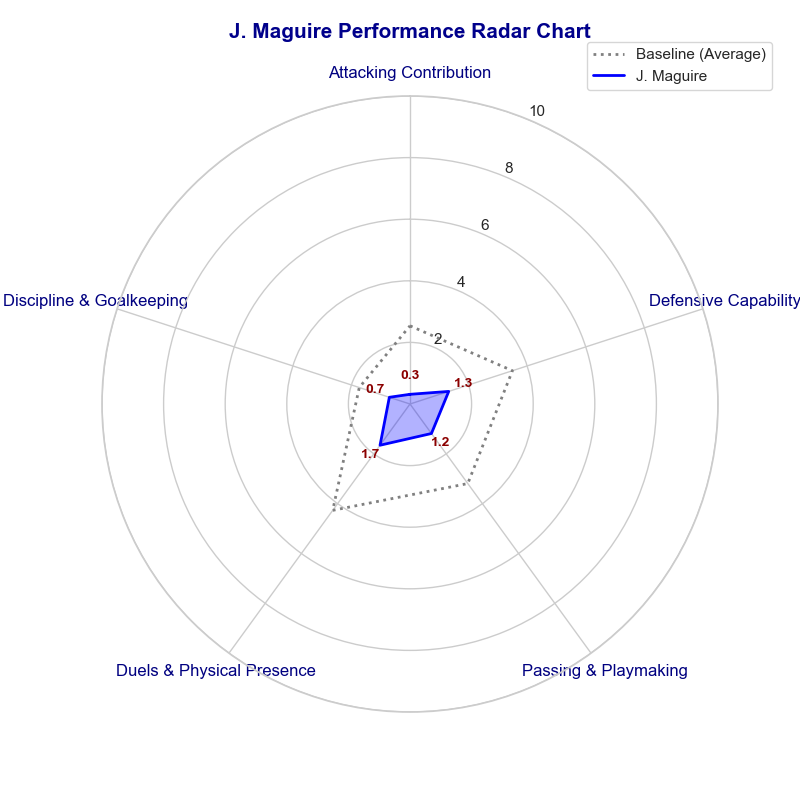 J. Maguire Performance Radar Chart
Baseline (Average)
J. Maguire
Attacking Contribution
10
8
6
4
2
Discipline & Goalkeeping
Defensive Capability
0.3
0.7
1.3
1.2
1.7
Duels & Physical Presence
Passing & Playmaking